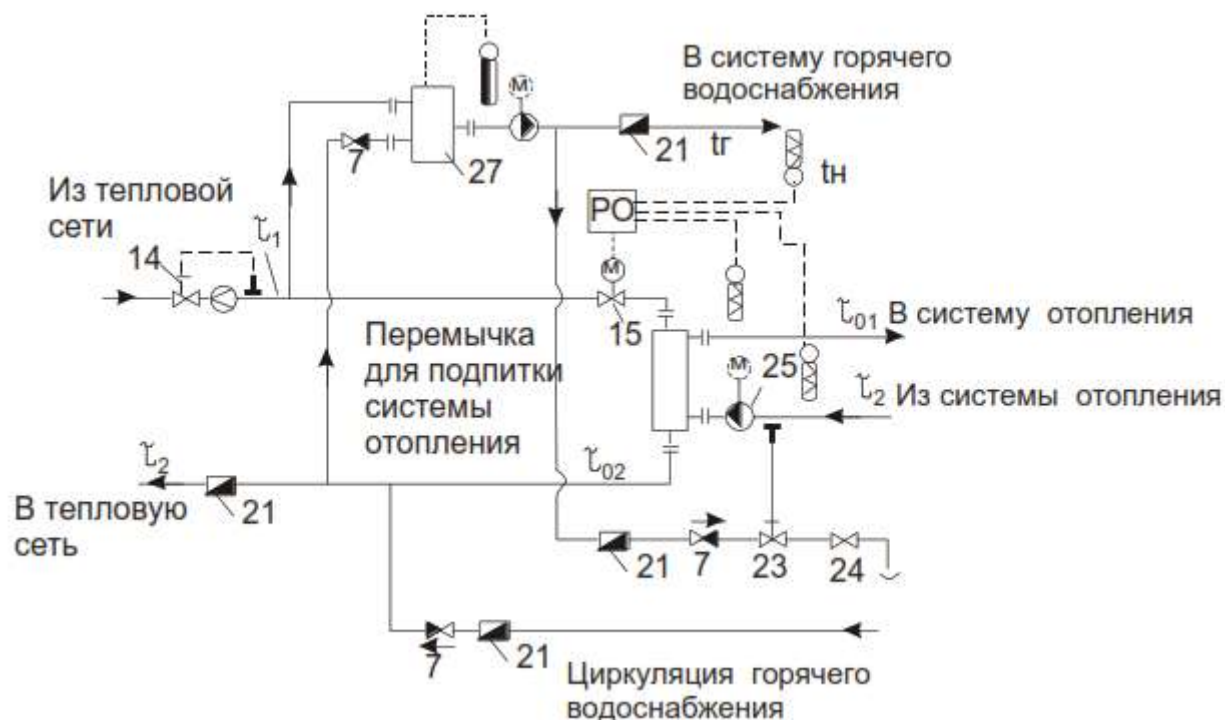 M
В систему горячего
водоснабжения
21
tг
7
27
tн
Из тепловой
сети
PO
τ1
14
M
15
τ01 В систему отопления
Перемычка
для подпитки
системы
отопления
M
25
τ2 Из системы отопления
τ2
τ02
21
В тепловую
сеть
21
7
23
24
7
21
Циркуляция горячего
водоснабжения